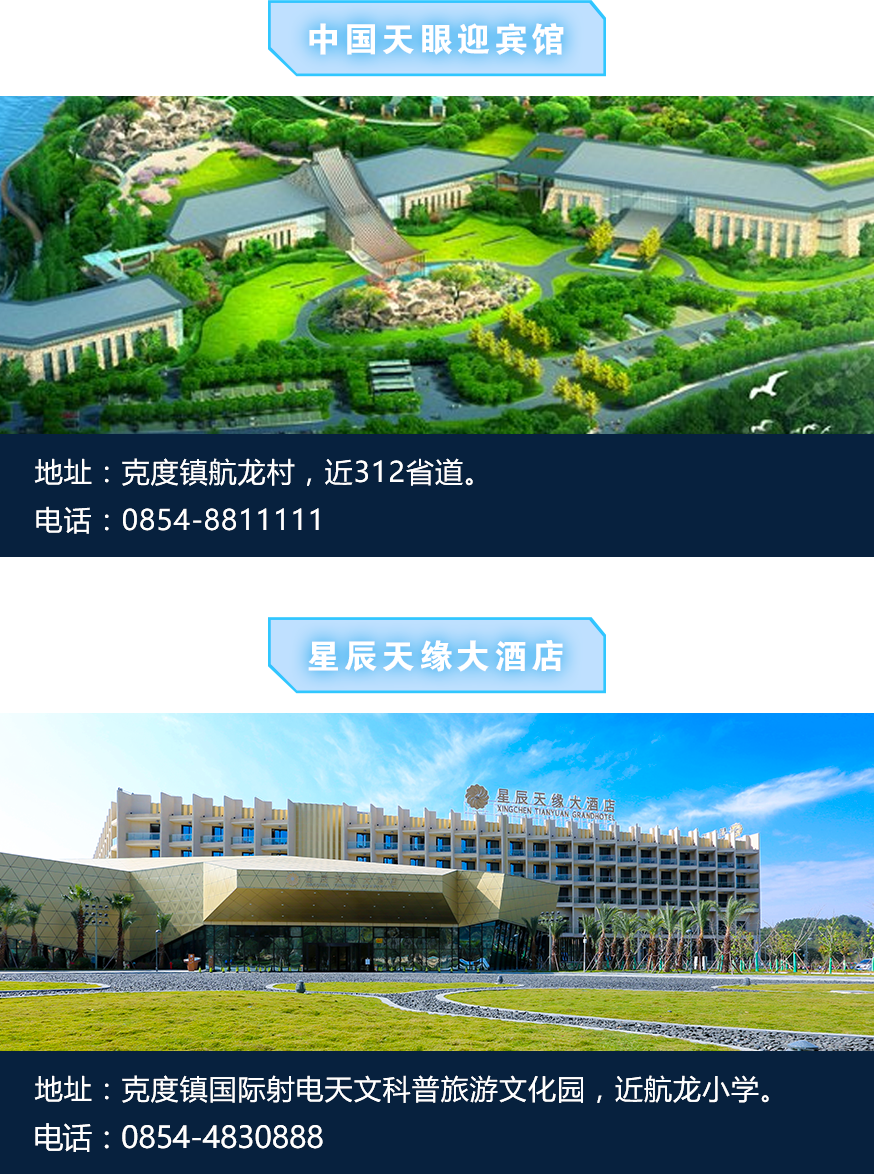 中国天眼迎宾馆
地址：克度镇航龙村，近312省道。
电话：0854-8811111
星辰天缘大酒店
星辰天缘大酒店
XINGCHEN TIANYUAN GRANDHOTEL
地址：克度镇国际射电天文科普旅游文化园，近航龙小学。
电话：0854-4830888